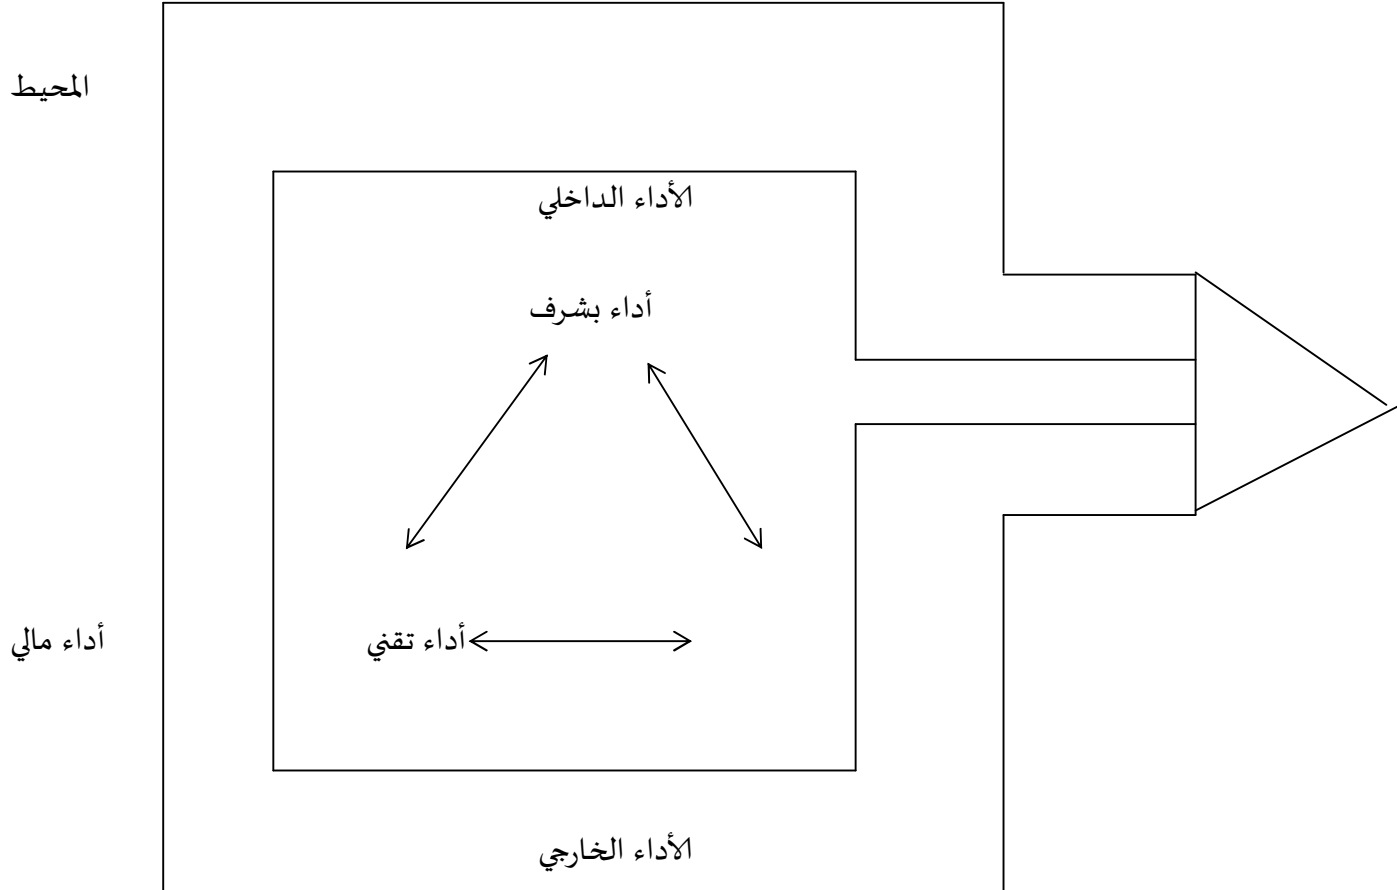 المحيط
الأداء الداخلي
أداء بشرف
أداء تقني
أداء مالي
الأداء الخارجي